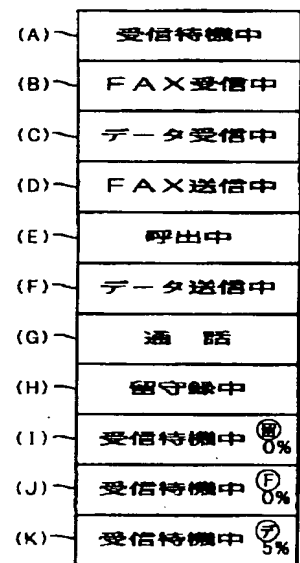 (A) 受信待機中
(B) FAX受信中
(C) データ受信中
(D) FAX送信中
(E) 呼出中
(F) データ送信中
(G) 通 話
(H) 留守録中
(I) 受信待機中 ㊁留 0%
(J) 受信待機中 Ⓕ 0%
(K) 受信待機中 デ 5%